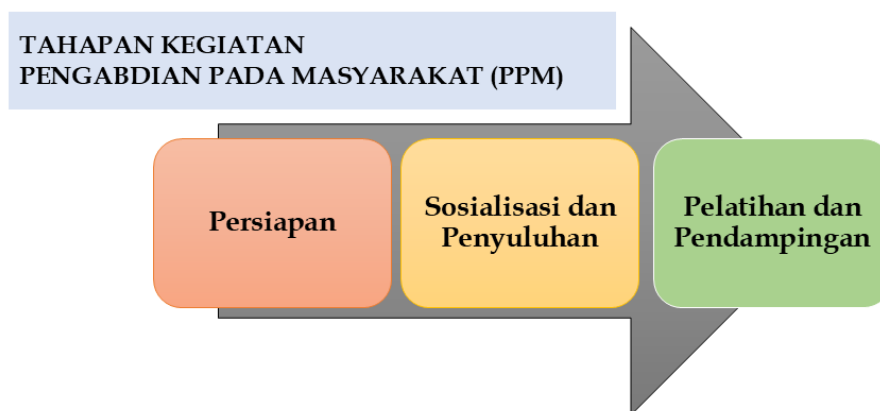 TAHAPAN KEGIATAN
PENGABDIAN PADA MASYARAKAT (PPM)
Persiapan
Sosialisasi dan
Penyuluhan
Pelatihan dan
Pendampingan